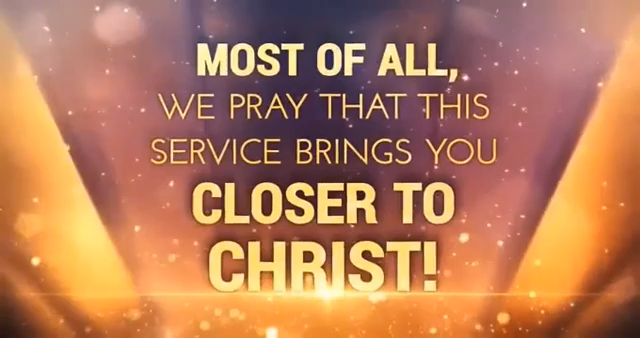 MOST OF ALL,
WE PRAY THAT THIS
SERVICE BRINGS YOU
CLOSER TO
CHRIST!